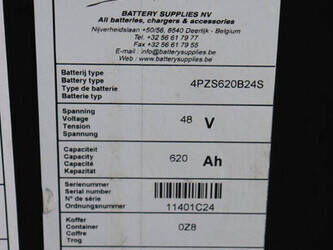 BATTERY SUPPLIES NV
All batteries, chargers & accessories
Nijverheidslaan +50/56, 8540 Deerlijk - Belgium
Tel. +32 56 61 79 77
Fax +32 56 61 79 55
E-mail : info@battery-supplies.be
www.batterysupplies.be
Batterij type
Battery type
Type de batterie
Batterie typ
4PZS620B24S
Spanning
Voltage
Tension
Spannung
48 V
Capaciteit
Capacity
Capacité
Kapazität
620 Ah
Serienummer
Serial number
N° de série
Ordnungsnummer
11401C24
Koffer
Container
Coffre
Trog
0Z8